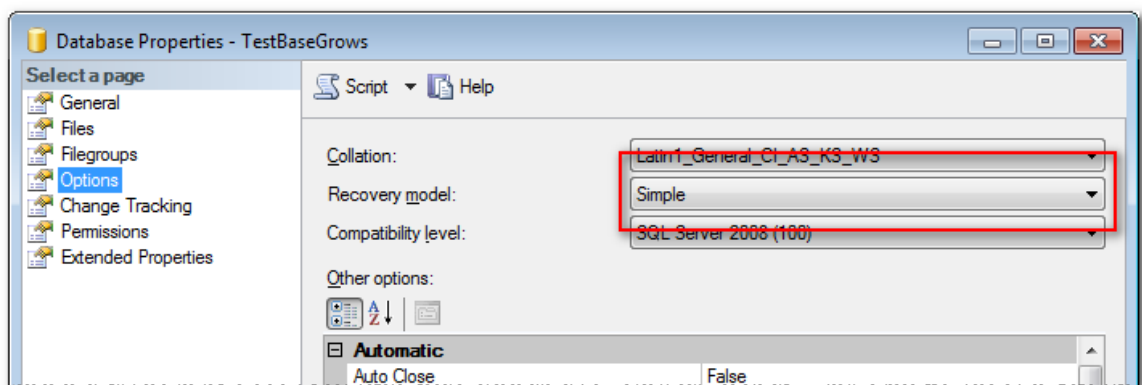 Database Properties - TestBaseGrows
Select a page
General
Files
Filegroups
Options
Change Tracking
Permissions
Extended Properties
Script Help
Collation: Latin1_General_CI_AS_KS_WS
Recovery model: Simple
Compatibility level: SQL Server 2008 (100)
Other options:
Automatic
Auto Close False